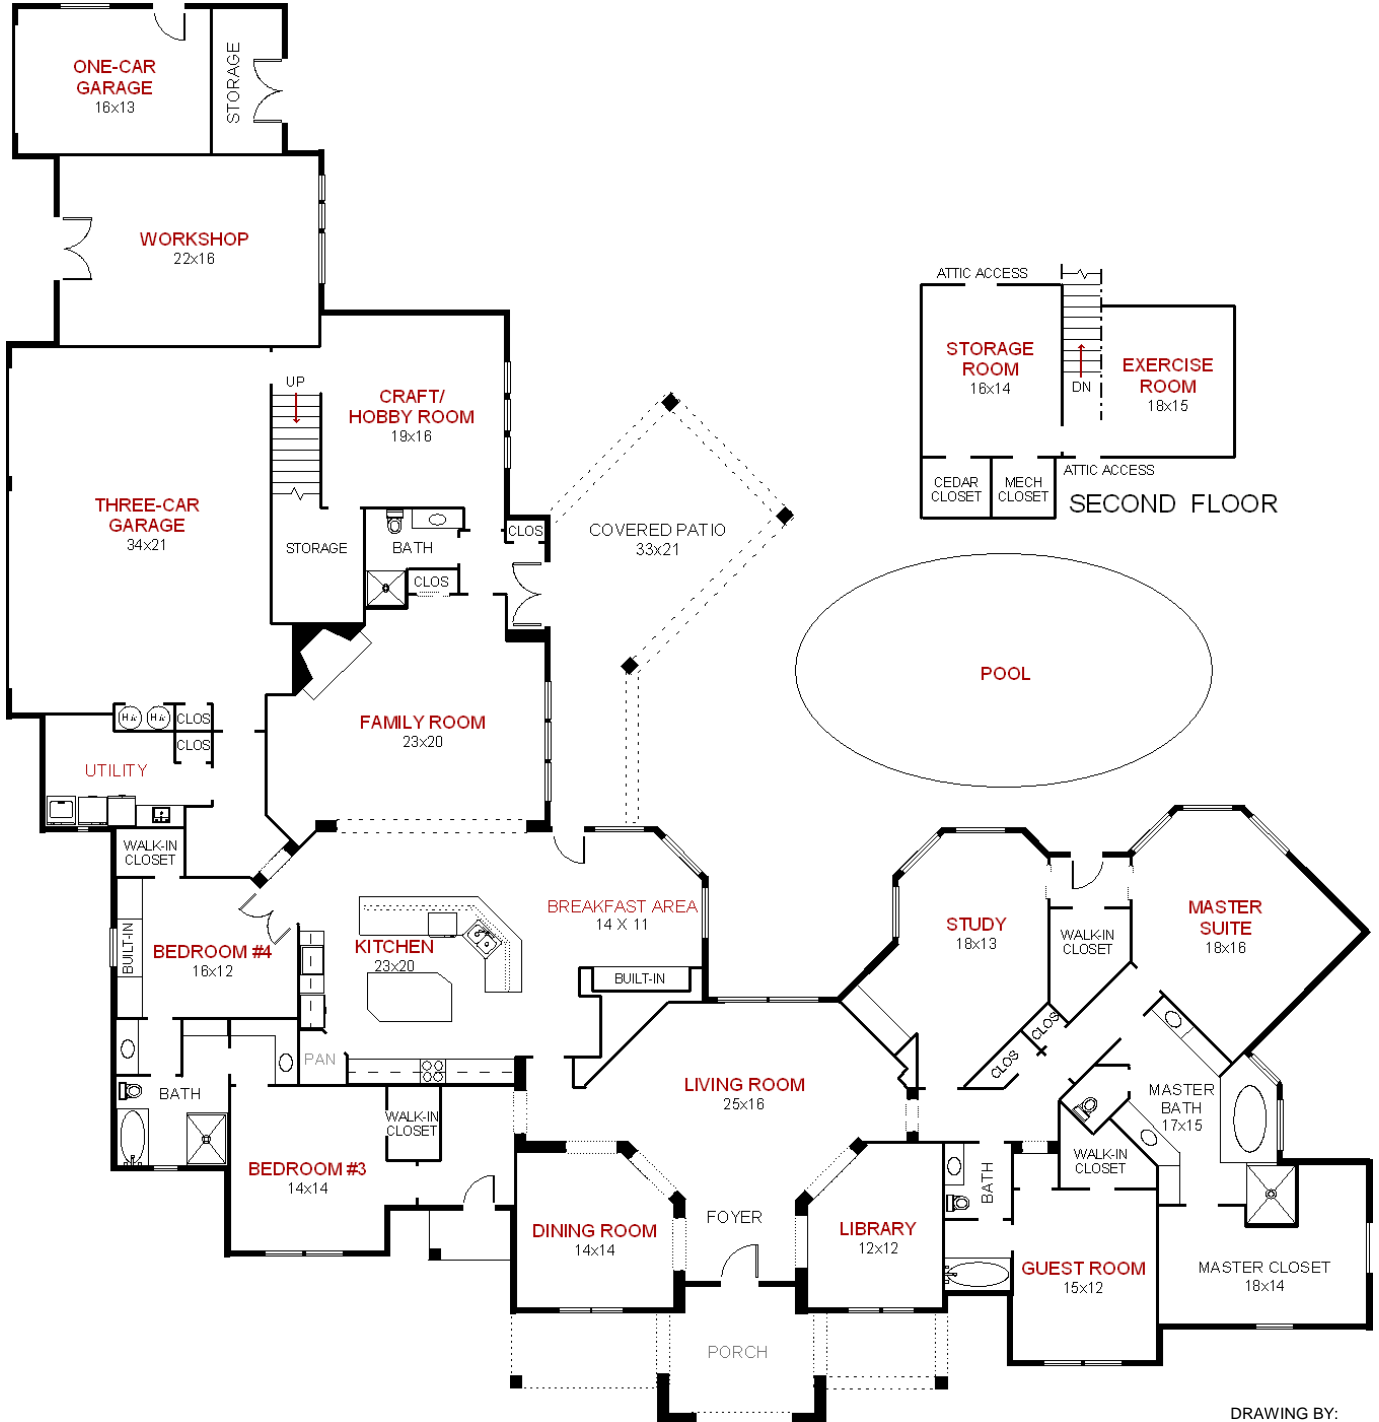 ONE-CAR
GARAGE
16x13
STORAGE
WORKSHOP
22x16
ATTIC ACCESS
STORAGE
ROOM
16x14
DN
EXERCISE
ROOM
18x15
ATTIC ACCESS
CEDAR
CLOSET
MECH
CLOSET
SECOND FLOOR
UP
CRAFT/
HOBBY ROOM
19x16
THREE-CAR
GARAGE
34x21
STORAGE
BATH
CLOS
CLOS
COVERED PATIO
33x21
POOL
FAMILY ROOM
23x20
CLOS
CLOS
UTILITY
WALK-IN
CLOSET
BUILT-IN
BEDROOM #4
16x12
KITCHEN
23x20
BREAKFAST AREA
14 X 11
BUILT-IN
STUDY
18x13
WALK-IN
CLOSET
MASTER
SUITE
18x16
CLOS
CLOS
PAN
BATH
WALK-IN
CLOSET
LIVING ROOM
25x16
MASTER
BATH
17x15
WALK-IN
CLOSET
BEDROOM #3
14x14
DINING ROOM
14x14
FOYER
LIBRARY
12x12
BATH
GUEST ROOM
15x12
MASTER CLOSET
18x14
PORCH
DRAWING BY: